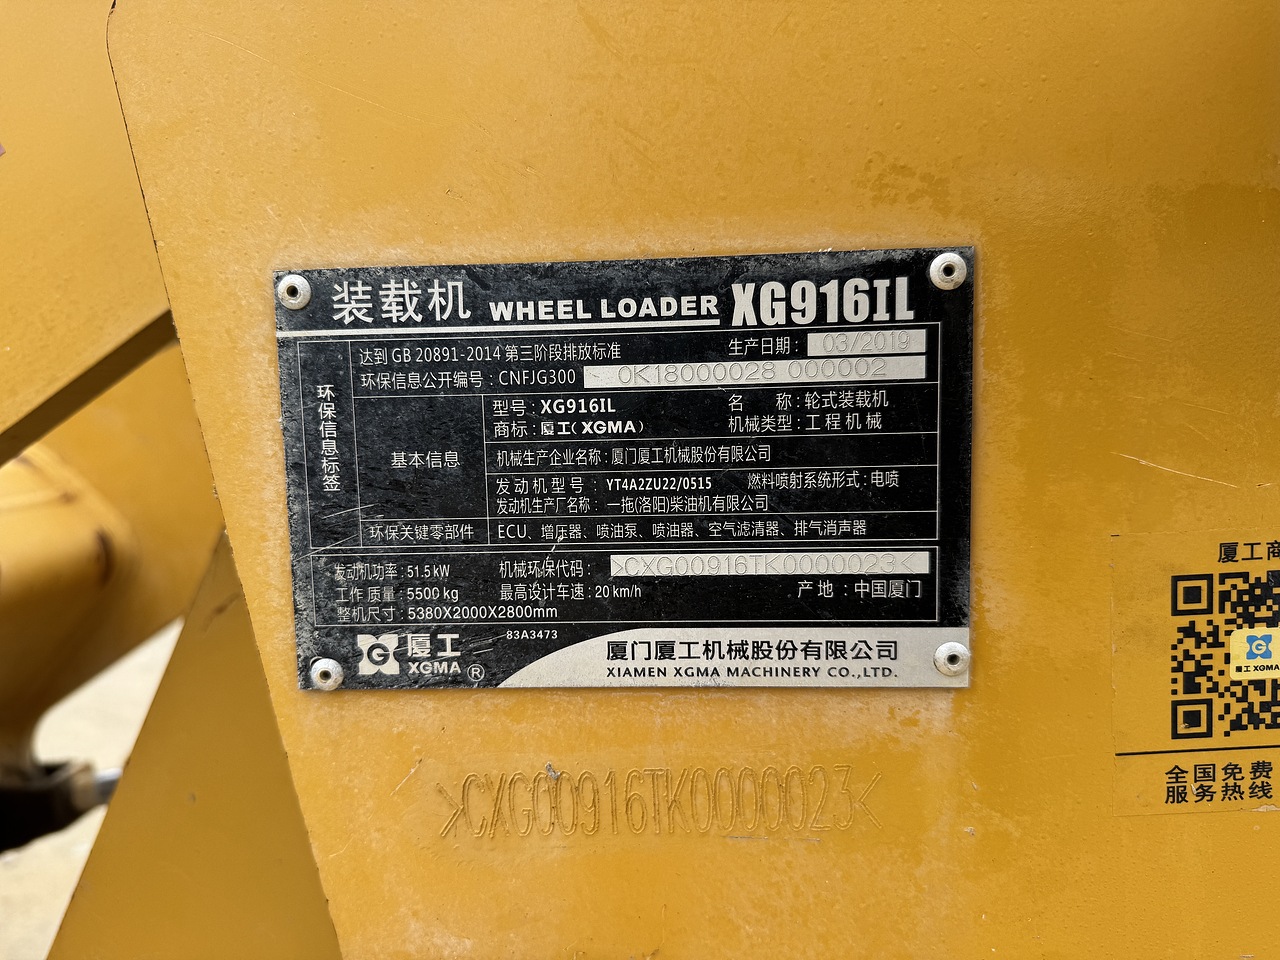 装载机 WHEEL LOADER XG916IL
环保信息标签
达到 GB 20891-2014 第三阶段排放标准 生产日期: 03/2019
环保信息公开编号: CNFJG300 0K18000028 000002
基本信息
型号: XG916IL 名 称: 轮式装载机
商标: 厦工(XGMA) 机械类型: 工程机械
机械生产企业名称: 厦门厦工机械股份有限公司
发动机型号: YT4A2ZU22/0515 燃料喷射系统形式: 电喷
发动机生产厂名称: 一拖(洛阳)柴油机有限公司
环保关键零部件 ECU、增压器、喷油泵、喷油器、空气滤清器、排气消声器
发动机功率: 51.5 kW 机械环保代码: >CXG00916TK0000023<
工作质量: 5500 kg 最高设计车速: 20 km/h 产地: 中国厦门
整机尺寸: 5380X2000X2800mm
83A3473
厦工 XGMA ® 厦门厦工机械股份有限公司
XIAMEN XGMA MACHINERY CO.,LTD.
>CXG00916TK0000023<
厦工商
厦工 XGMA
全国免费
服务热线